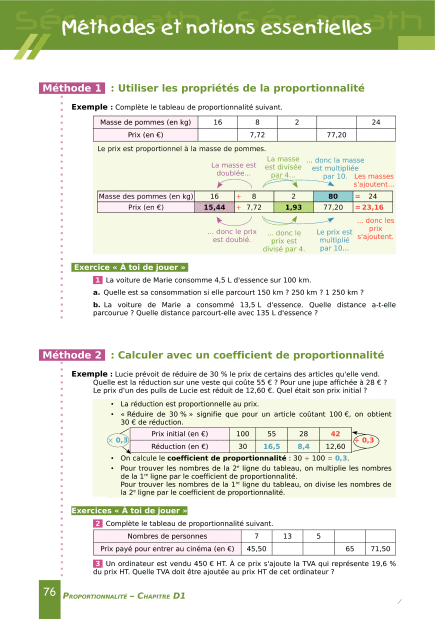 Méthodes et notions essentielles
Méthode 1 : Utiliser les propriétés de la proportionnalité
Exemple : Complète le tableau de proportionnalité suivant.
Masse de pommes (en kg) 16 8 2 24
Prix (en €) 7,72 77,20
Le prix est proportionnel à la masse de pommes.
La masse est doublée...
La masse est divisée par 4...
... donc la masse est multipliée par 10.
Les masses s'ajoutent...
Masse des pommes (en kg) 16 + 8 2 80 = 24
Prix (en €) 15,44 + 7,72 1,93 77,20 = 23,16
... donc le prix est doublé.
... donc le prix est divisé par 4.
Le prix est multiplié par 10...
... donc les prix s'ajoutent.
Exercice « À toi de jouer »
1 La voiture de Marie consomme 4,5 L d'essence sur 100 km.
a. Quelle est sa consommation si elle parcourt 150 km ? 250 km ? 1 250 km ?
b. La voiture de Marie a consommé 13,5 L d'essence. Quelle distance a-t-elle
parcourue ? Quelle distance parcourt-elle avec 135 L d'essence ?
Méthode 2 : Calculer avec un coefficient de proportionnalité
Exemple : Lucie prévoit de réduire de 30 % le prix de certains des articles qu'elle vend.
Quelle est la réduction sur une veste qui coûte 55 € ? Pour une jupe affichée à 28 € ?
Le prix d'un des pulls de Lucie est réduit de 12,60 €. Quel était son prix initial ?
• La réduction est proportionnelle au prix.
• « Réduire de 30 % » signifie que pour un article coûtant 100 €, on obtient
30 € de réduction.
Prix initial (en €) 100 55 28 42
× 0,3 ÷ 0,3
Réduction (en €) 30 16,5 8,4 12,60
• On calcule le coefficient de proportionnalité : 30 ÷ 100 = 0,3.
• Pour trouver les nombres de la 2e ligne du tableau, on multiplie les nombres
de la 1re ligne par le coefficient de proportionnalité.
Pour trouver les nombres de la 1re ligne du tableau, on divise les nombres de
la 2e ligne par le coefficient de proportionnalité.
Exercices « À toi de jouer »
2 Complète le tableau de proportionnalité suivant.
Nombres de personnes 7 13 5
Prix payé pour entrer au cinéma (en €) 45,50 65 71,50
3 Un ordinateur est vendu 450 € HT. À ce prix s'ajoute la TVA qui représente 19,6 %
du prix HT. Quelle TVA doit être ajoutée au prix HT de cet ordinateur ?
76 PROPORTIONNALITÉ – CHAPITRE D1